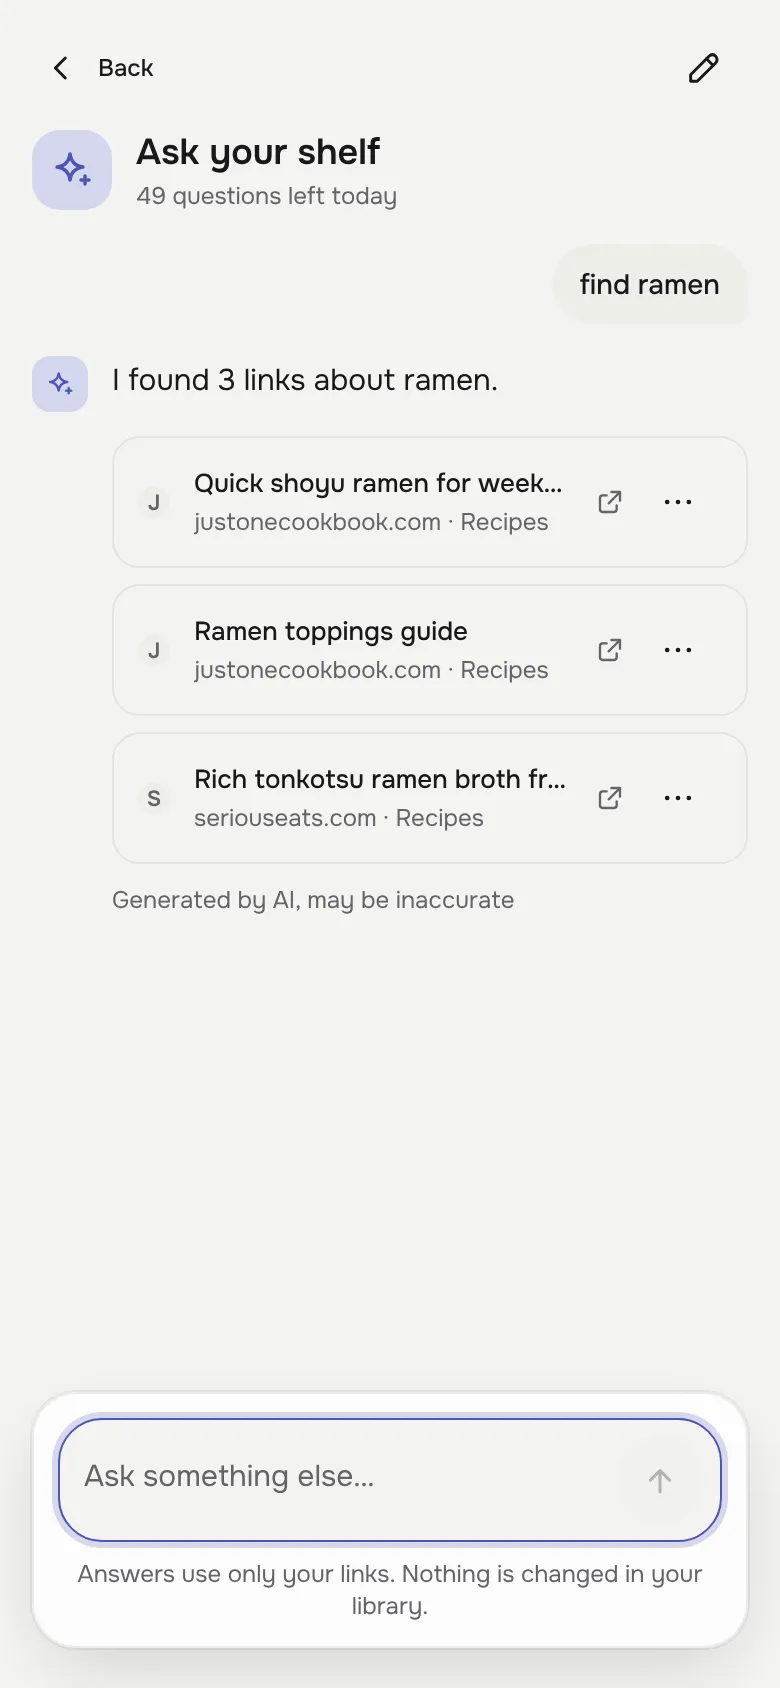 Back
Ask your shelf
49 questions left today
find ramen
I found 3 links about ramen.
J
Quick shoyu ramen for week...
justonecookbook.com · Recipes
J
Ramen toppings guide
justonecookbook.com · Recipes
S
Rich tonkotsu ramen broth fr...
seriouseats.com · Recipes
Generated by AI, may be inaccurate
Ask something else...
Answers use only your links. Nothing is changed in your
library.